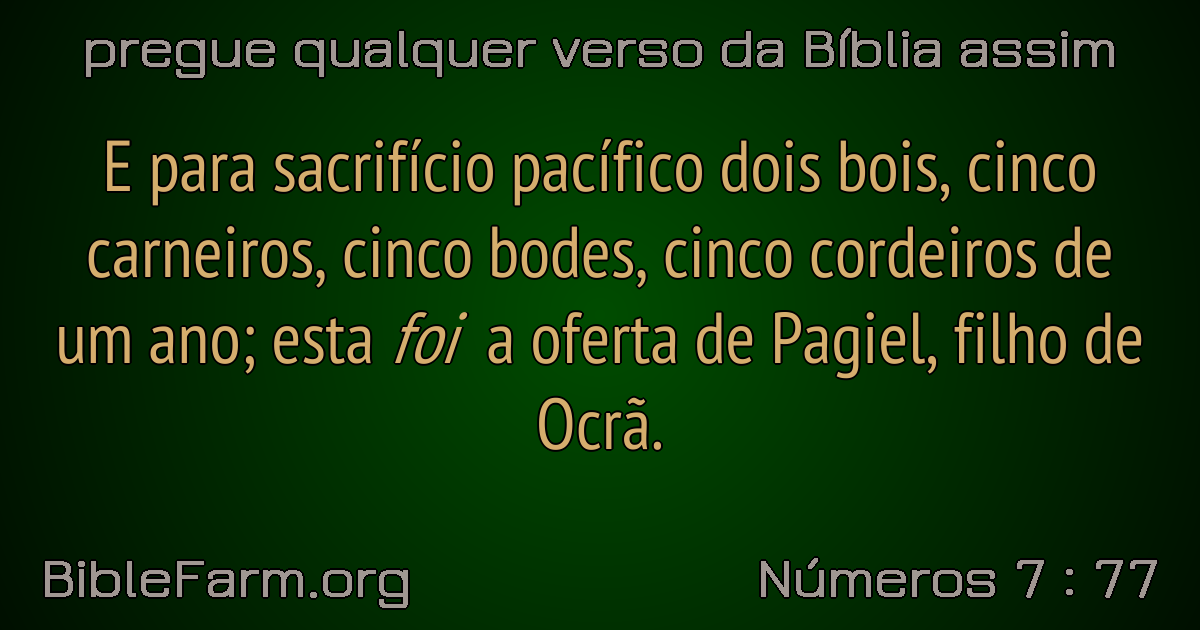 pregue qualquer verso da Bíblia assim
E para sacrifício pacífico dois bois, cinco
carneiros, cinco bodes, cinco cordeiros de
um ano; esta foi a oferta de Pagiel, filho de
Ocrã.
BibleFarm.org
Números 7 : 77